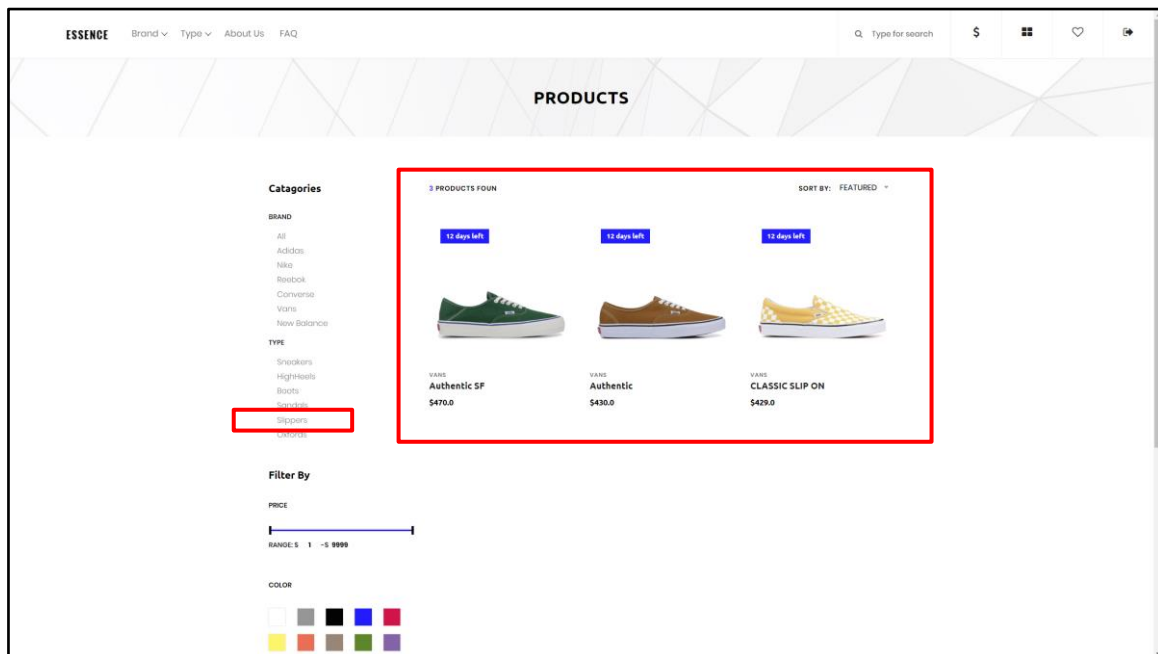 ESSENCE Brand Type About Us FAQ Type for search $
PRODUCTS
Catagories
BRAND
All
Adidas
Nike
Reebok
Converse
Vans
New Balance
TYPE
Sneakers
HighHeels
Boots
Sandals
Slippers
Oxfords
Filter By
PRICE
RANGE: $ 1 -$ 9999
COLOR
3 PRODUCTS FOUN SORT BY: FEATURED
12 days left 12 days left 12 days left
VANS VANS VANS
Authentic SF Authentic CLASSIC SLIP ON
$470.0 $430.0 $429.0